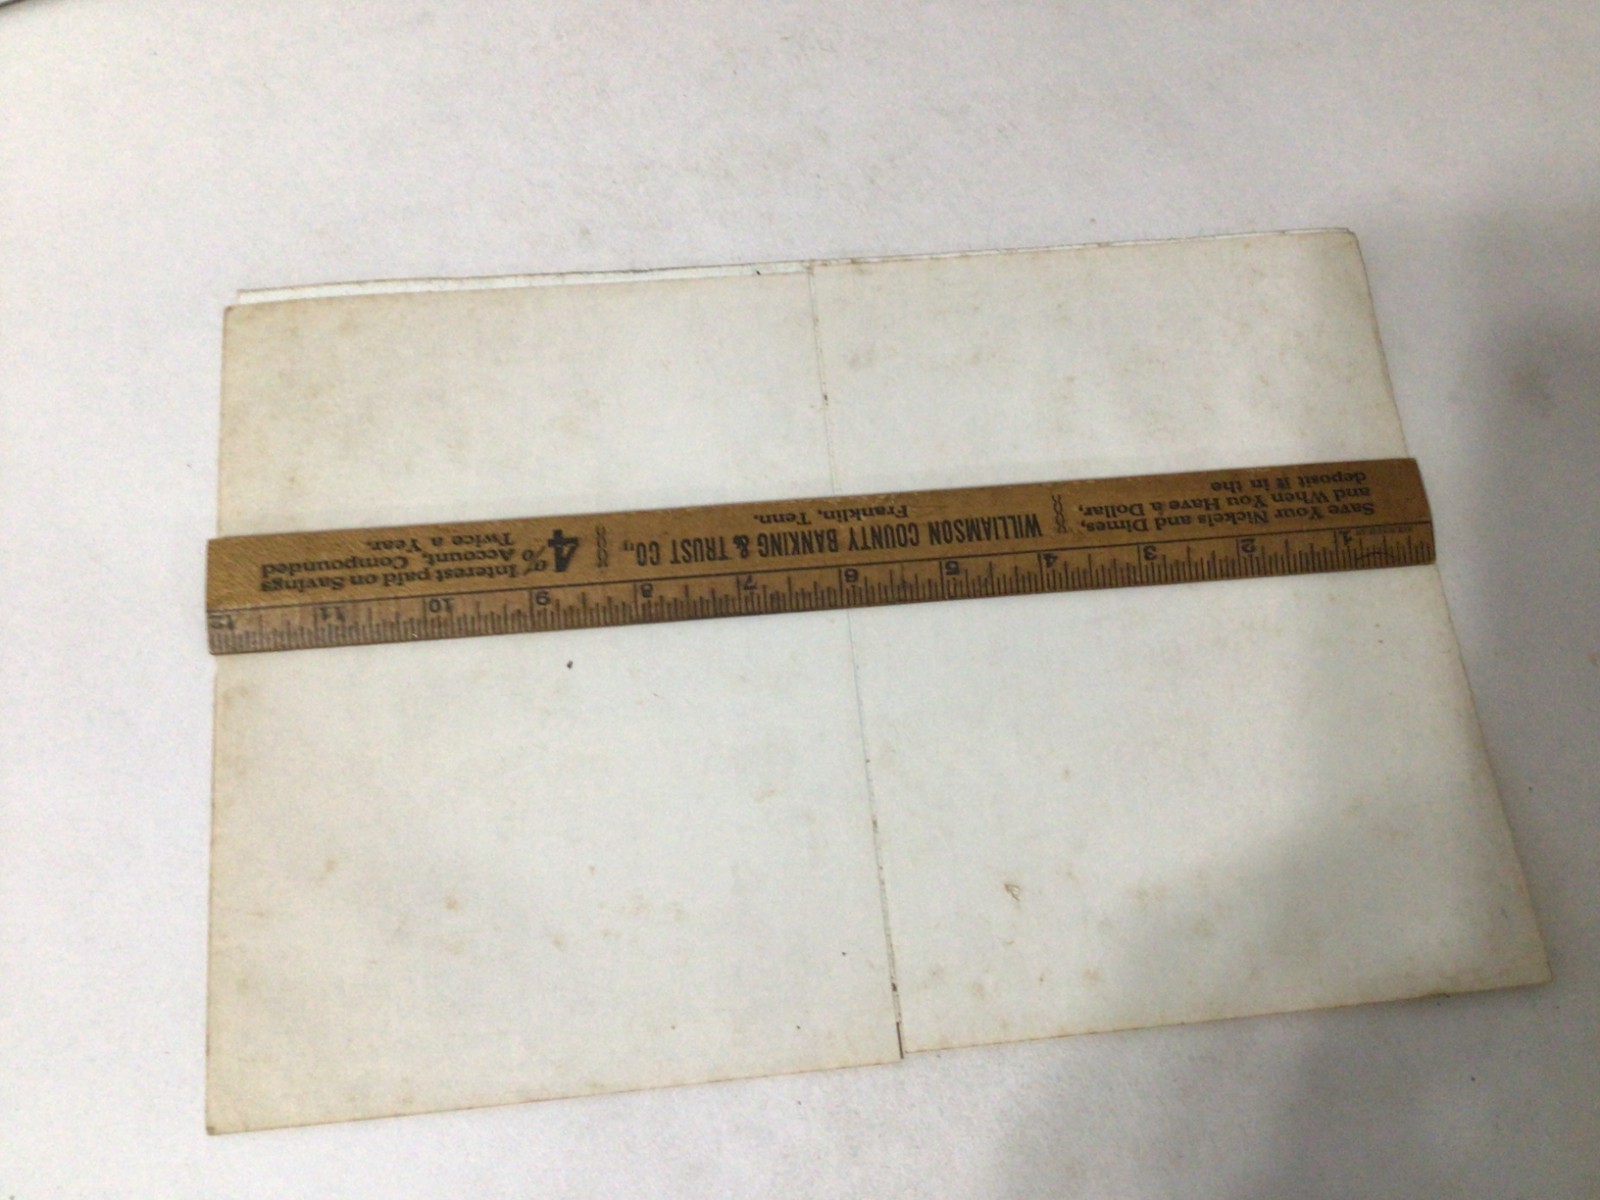 Save Your Nickels and Dimes,
and When You Have a Dollar,
deposit it in the
WILLIAMSON COUNTY BANKING & TRUST CO.,
Franklin, Tenn.
4% Interest paid on Savings
Account, Compounded
Twice a Year.
1 2 3 4 5 6 7 8 9 10 11 12